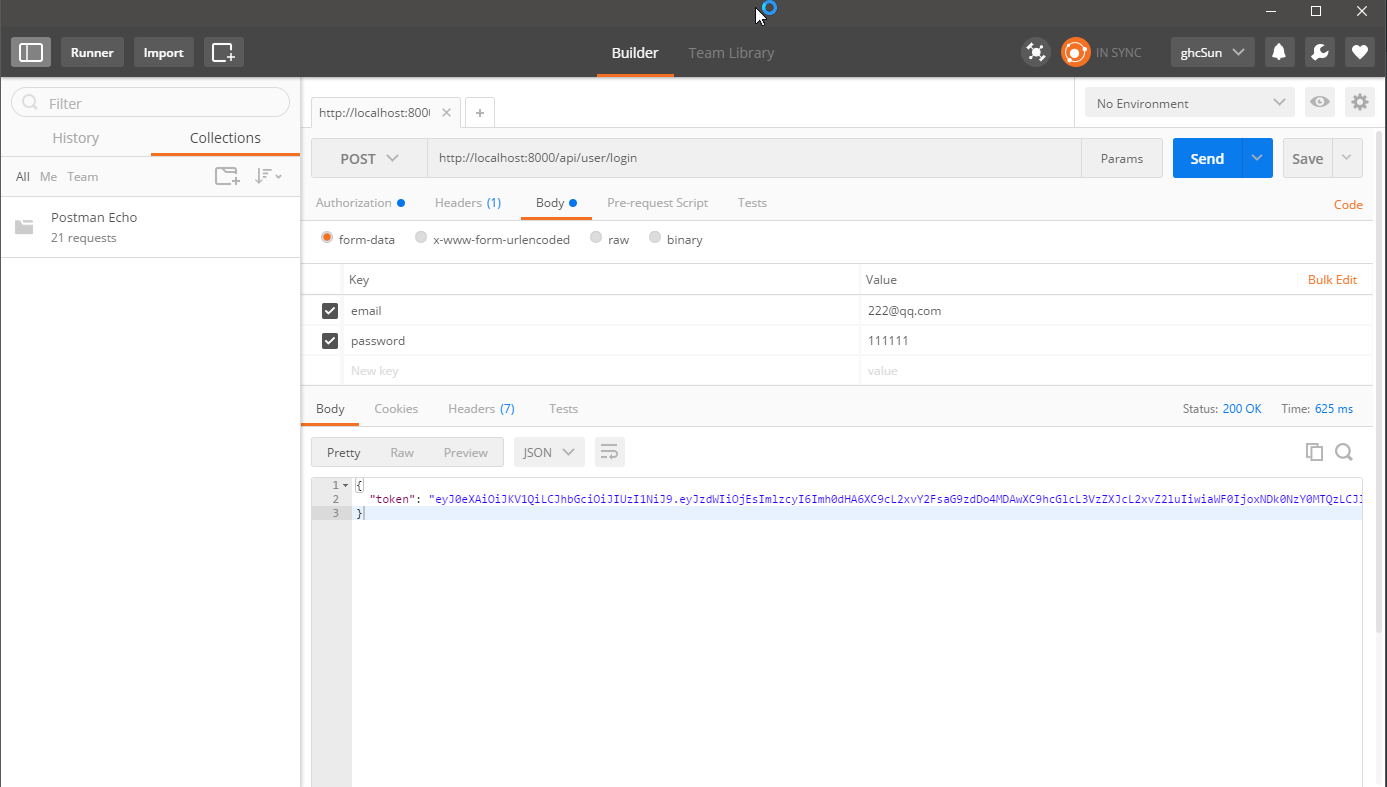 Runner Import Builder Team Library IN SYNC ghcSun
Filter
History Collections
All Me Team
Postman Echo
21 requests
http://localhost:8000 No Environment
POST http://localhost:8000/api/user/login Params Send Save
Authorization Headers (1) Body Pre-request Script Tests Code
form-data x-www-form-urlencoded raw binary
Key Value Bulk Edit
email 222@qq.com
password 111111
New key value
Body Cookies Headers (7) Tests Status: 200 OK Time: 625 ms
Pretty Raw Preview JSON
1 {
2 "token": "eyJ0eXAiOiJKV1QiLCJhbGciOiJIUzI1NiJ9.eyJzdWIiOjEsImlzcyI6Imh0dHA6XC9cL2xvY2FsaG9zdDo4MDAwXC9hcGlcL3VzZXJcL2xvZ2luIiwiaWF0IjoxNDk0NzY0MTQzLCJ
3 }